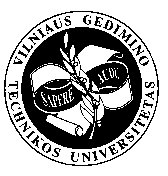 VILNIAUS GEDIMINO
TECHNIKOS UNIVERSITETAS
SAPERE
AUDE